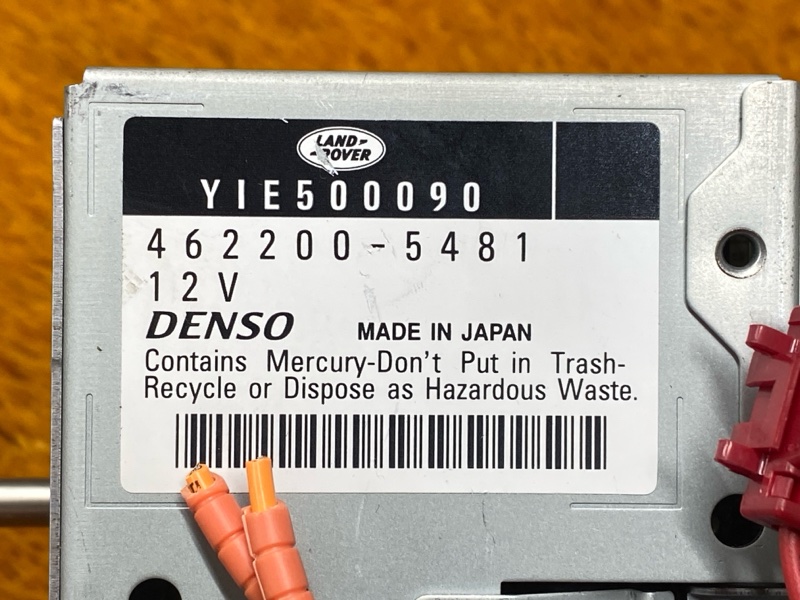 LAND-
-ROVER
YIE500090
462200-5481
12V
DENSO MADE IN JAPAN
Contains Mercury-Don't Put in Trash-
Recycle or Dispose as Hazardous Waste.